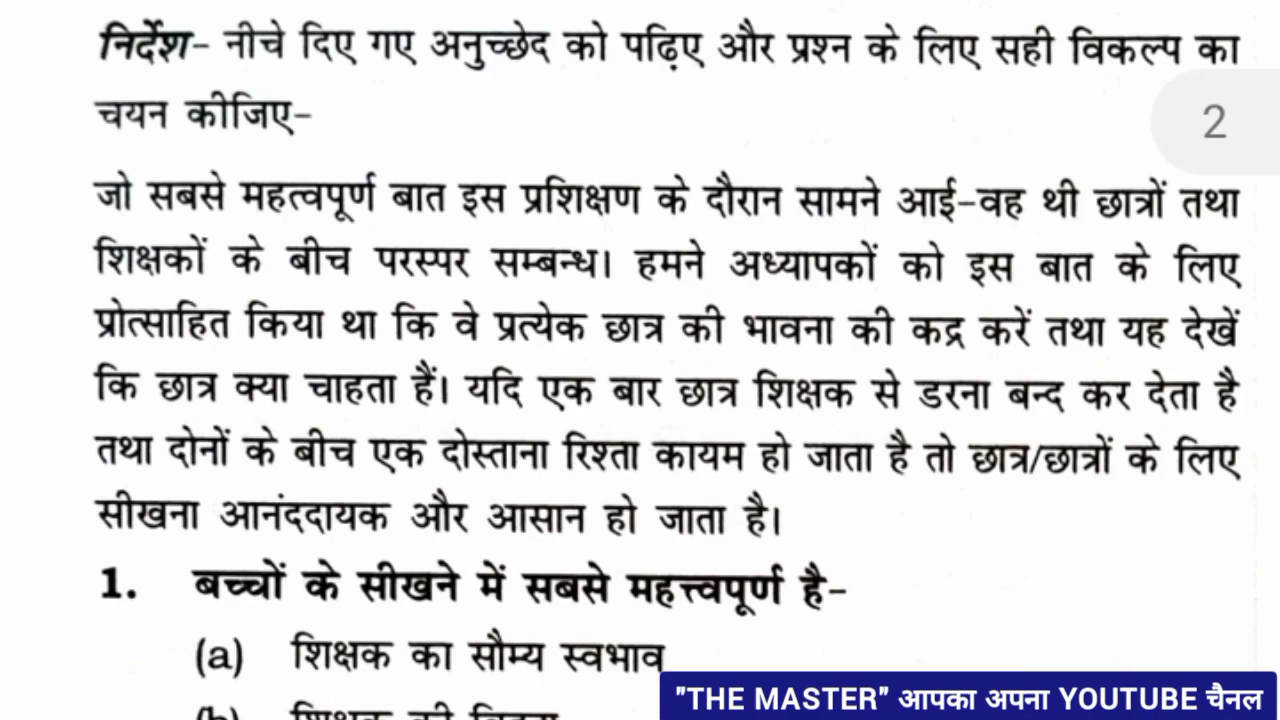 निर्देश- नीचे दिए गए अनुच्छेद को पढ़िए और प्रश्न के लिए सही विकल्प का
चयन कीजिए-
2
जो सबसे महत्वपूर्ण बात इस प्रशिक्षण के दौरान सामने आई-वह थी छात्रों तथा
शिक्षकों के बीच परस्पर सम्बन्ध। हमने अध्यापकों को इस बात के लिए
प्रोत्साहित किया था कि वे प्रत्येक छात्र की भावना की कद्र करें तथा यह देखें
कि छात्र क्या चाहता हैं। यदि एक बार छात्र शिक्षक से डरना बन्द कर देता है
तथा दोनों के बीच एक दोस्ताना रिश्ता कायम हो जाता है तो छात्र/छात्रों के लिए
सीखना आनंददायक और आसान हो जाता है।
1. बच्चों के सीखने में सबसे महत्त्वपूर्ण है-
(a) शिक्षक का सौम्य स्वभाव
"THE MASTER" आपका अपना YOUTUBE चैनल